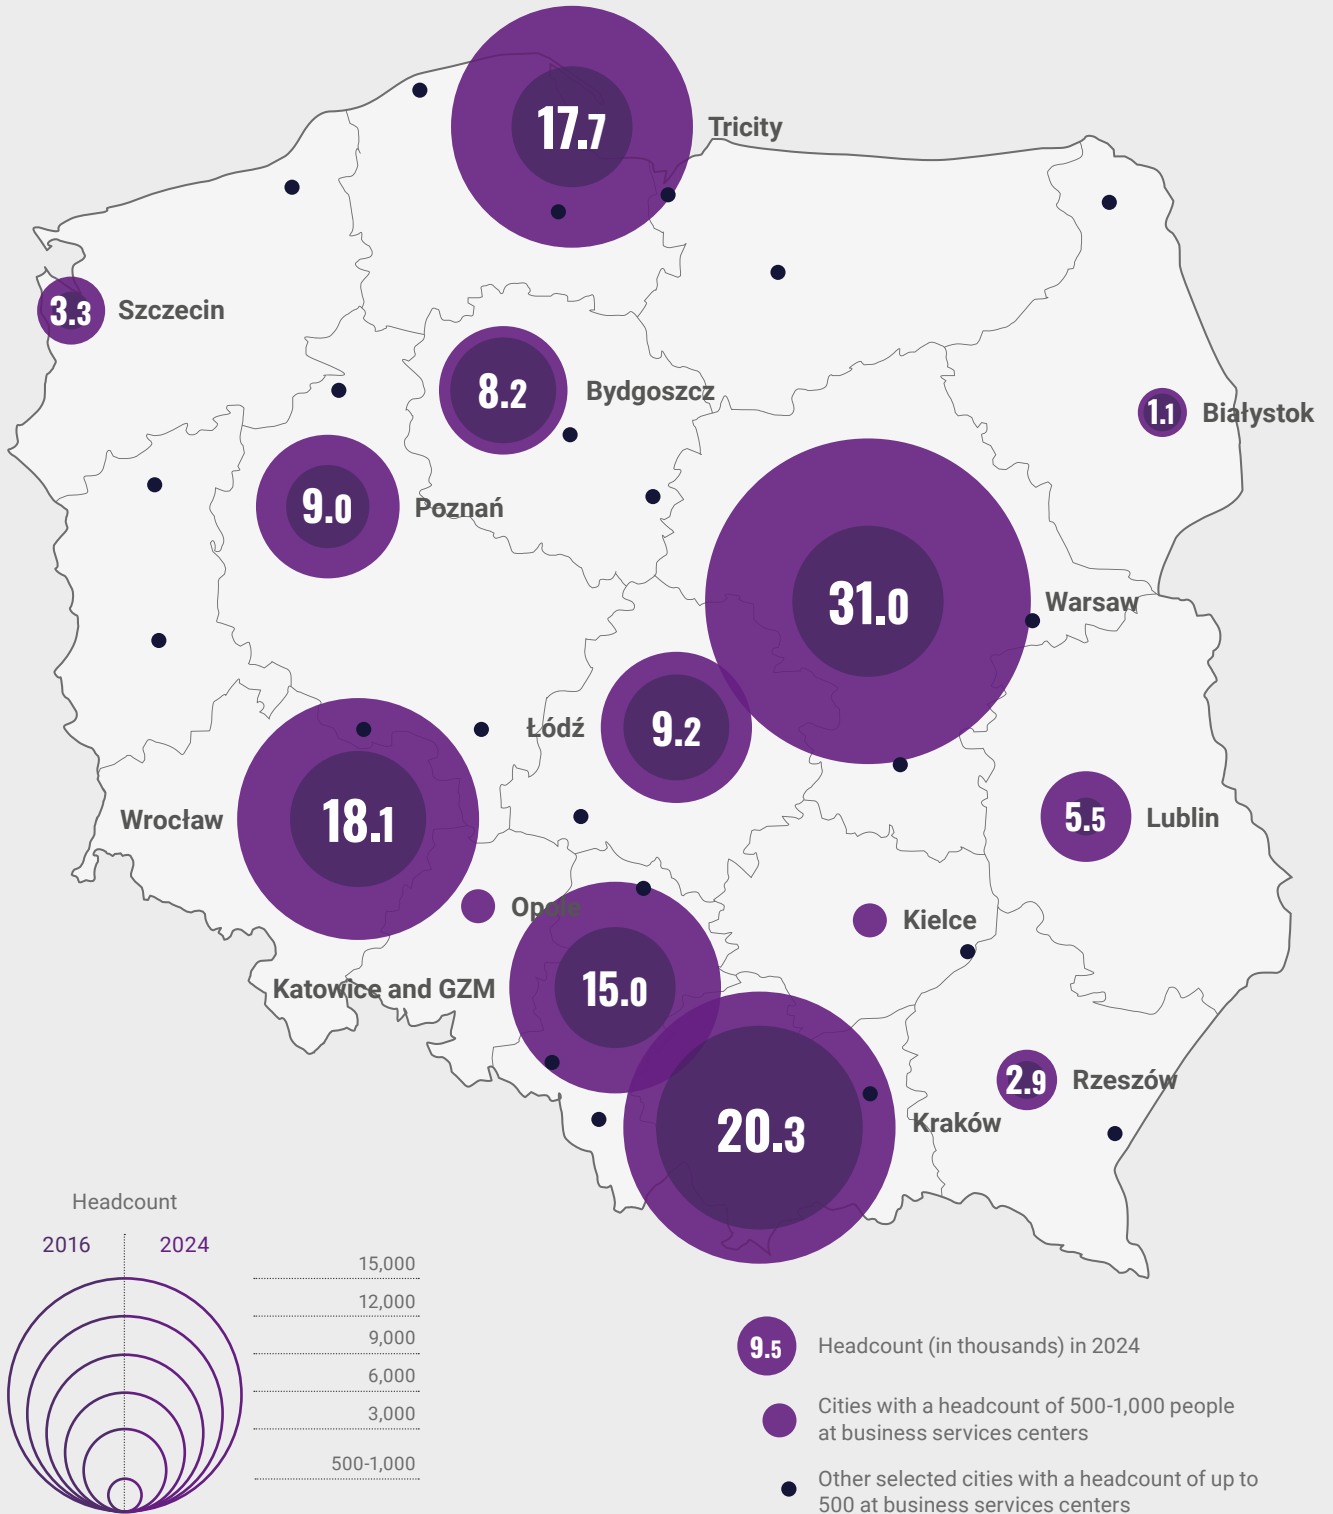 17.7
Tricity
3.3
Szczecin
8.2
Bydgoszcz
1.1
Białystok
9.0
Poznań
31.0
Warsaw
Łódź
9.2
Wrocław
18.1
5.5
Lublin
Opole
Kielce
Katowice and GZM
15.0
2.9
Rzeszów
20.3
Kraków
Headcount
2016
2024
15,000
12,000
9,000
6,000
3,000
500-1,000
9.5
Headcount (in thousands) in 2024
Cities with a headcount of 500-1,000 people
at business services centers
Other selected cities with a headcount of up to
500 at business services centers